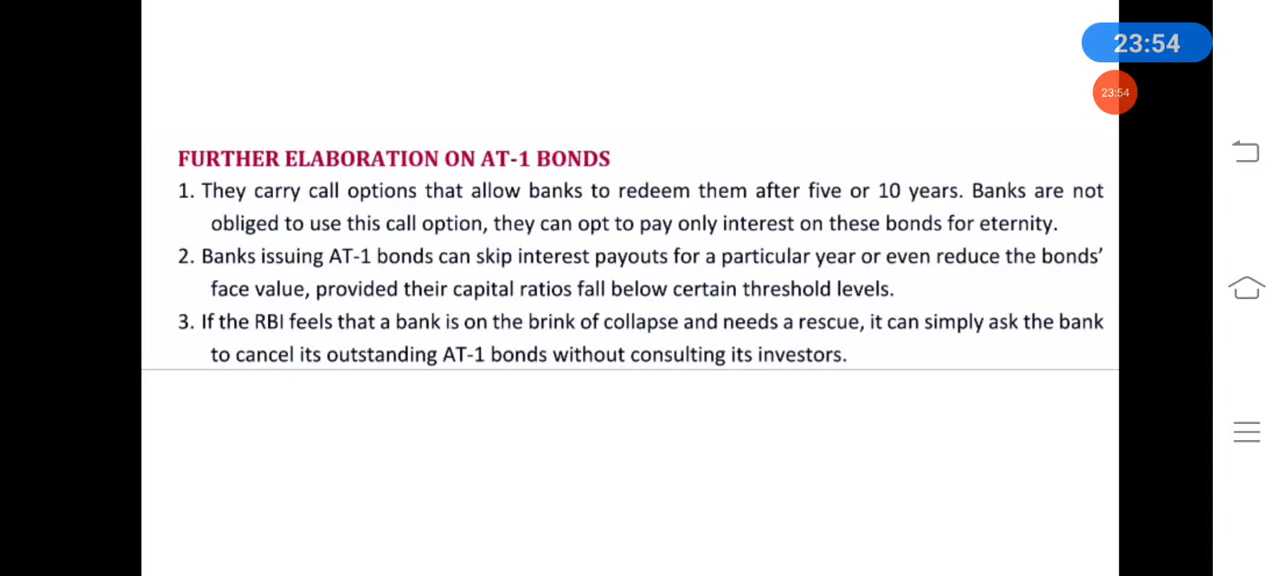 23:54
23:54
FURTHER ELABORATION ON AT-1 BONDS
1. They carry call options that allow banks to redeem them after five or 10 years. Banks are not
obliged to use this call option, they can opt to pay only interest on these bonds for eternity.
2. Banks issuing AT-1 bonds can skip interest payouts for a particular year or even reduce the bonds’
face value, provided their capital ratios fall below certain threshold levels.
3. If the RBI feels that a bank is on the brink of collapse and needs a rescue, it can simply ask the bank
to cancel its outstanding AT-1 bonds without consulting its investors.